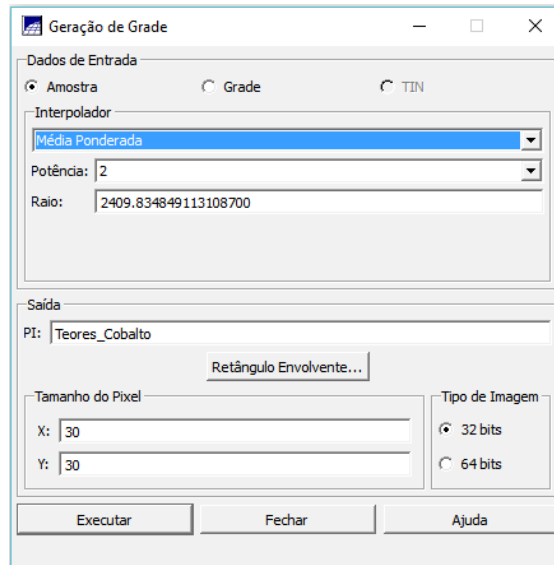 Geração de Grade
Dados de Entrada
Amostra Grade TIN
Interpolador
Média Ponderada
Potência: 2
Raio: 2409.834849113108700
Saída
PI: Teores_Cobalto
Retângulo Envolvente...
Tamanho do Pixel Tipo de Imagem
X: 30 32 bits
Y: 30 64 bits
Executar Fechar Ajuda